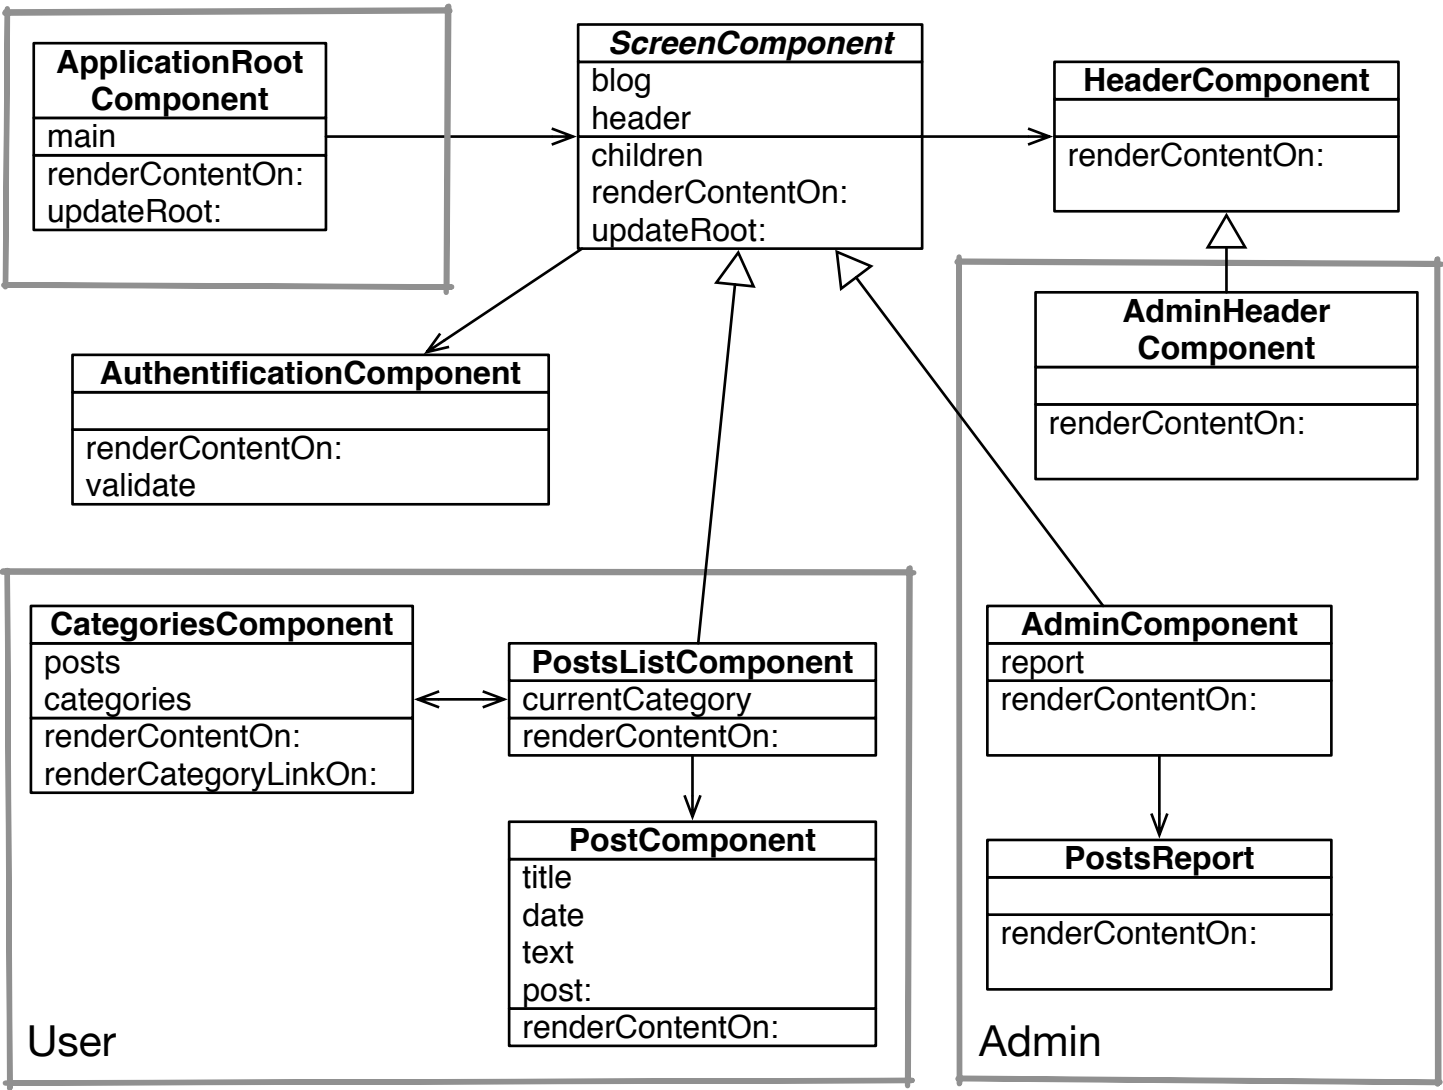 ApplicationRoot
Component
main
renderContentOn:
updateRoot:
ScreenComponent
blog
header
children
renderContentOn:
updateRoot:
HeaderComponent
renderContentOn:
AuthentificationComponent
renderContentOn:
validate
AdminHeader
Component
renderContentOn:
CategoriesComponent
posts
categories
renderContentOn:
renderCategoryLinkOn:
PostsListComponent
currentCategory
renderContentOn:
PostComponent
title
date
text
post:
renderContentOn:
User
AdminComponent
report
renderContentOn:
PostsReport
renderContentOn:
Admin